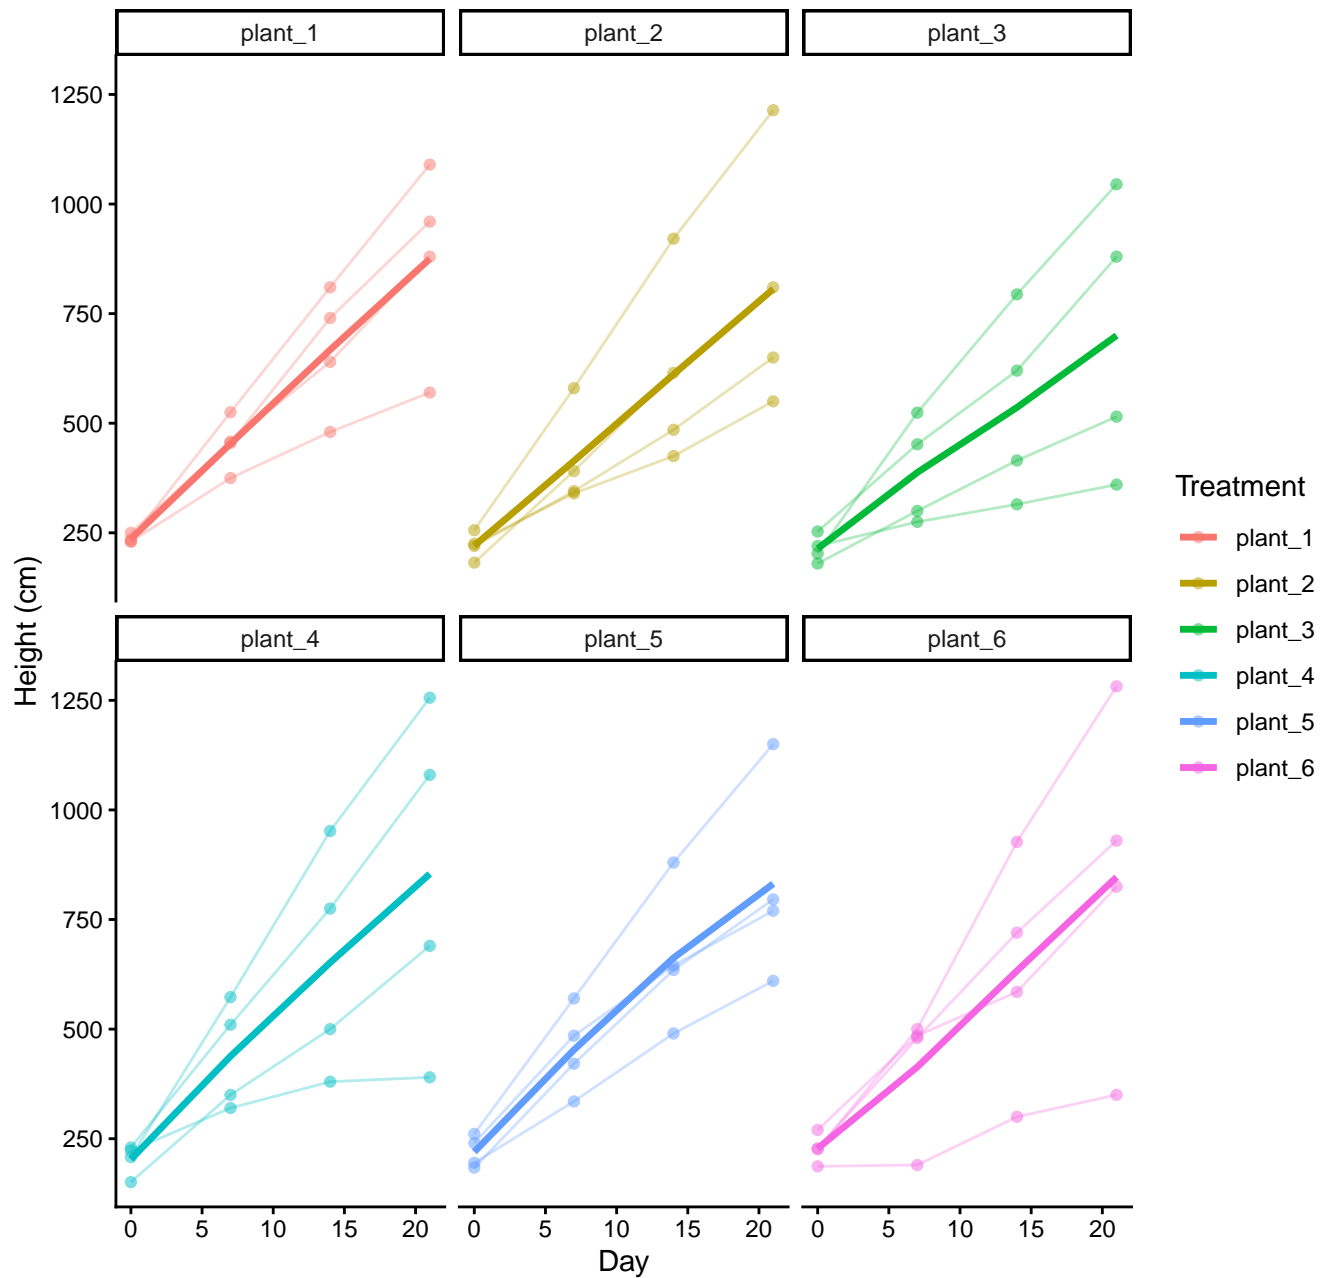 plant_1 plant_2 plant_3
1250
1000
750
500
250
Height (cm)
plant_4 plant_5 plant_6
1250
1000
750
500
250
0 5 10 15 20 0 5 10 15 20 0 5 10 15 20
Day
Treatment
plant_1
plant_2
plant_3
plant_4
plant_5
plant_6